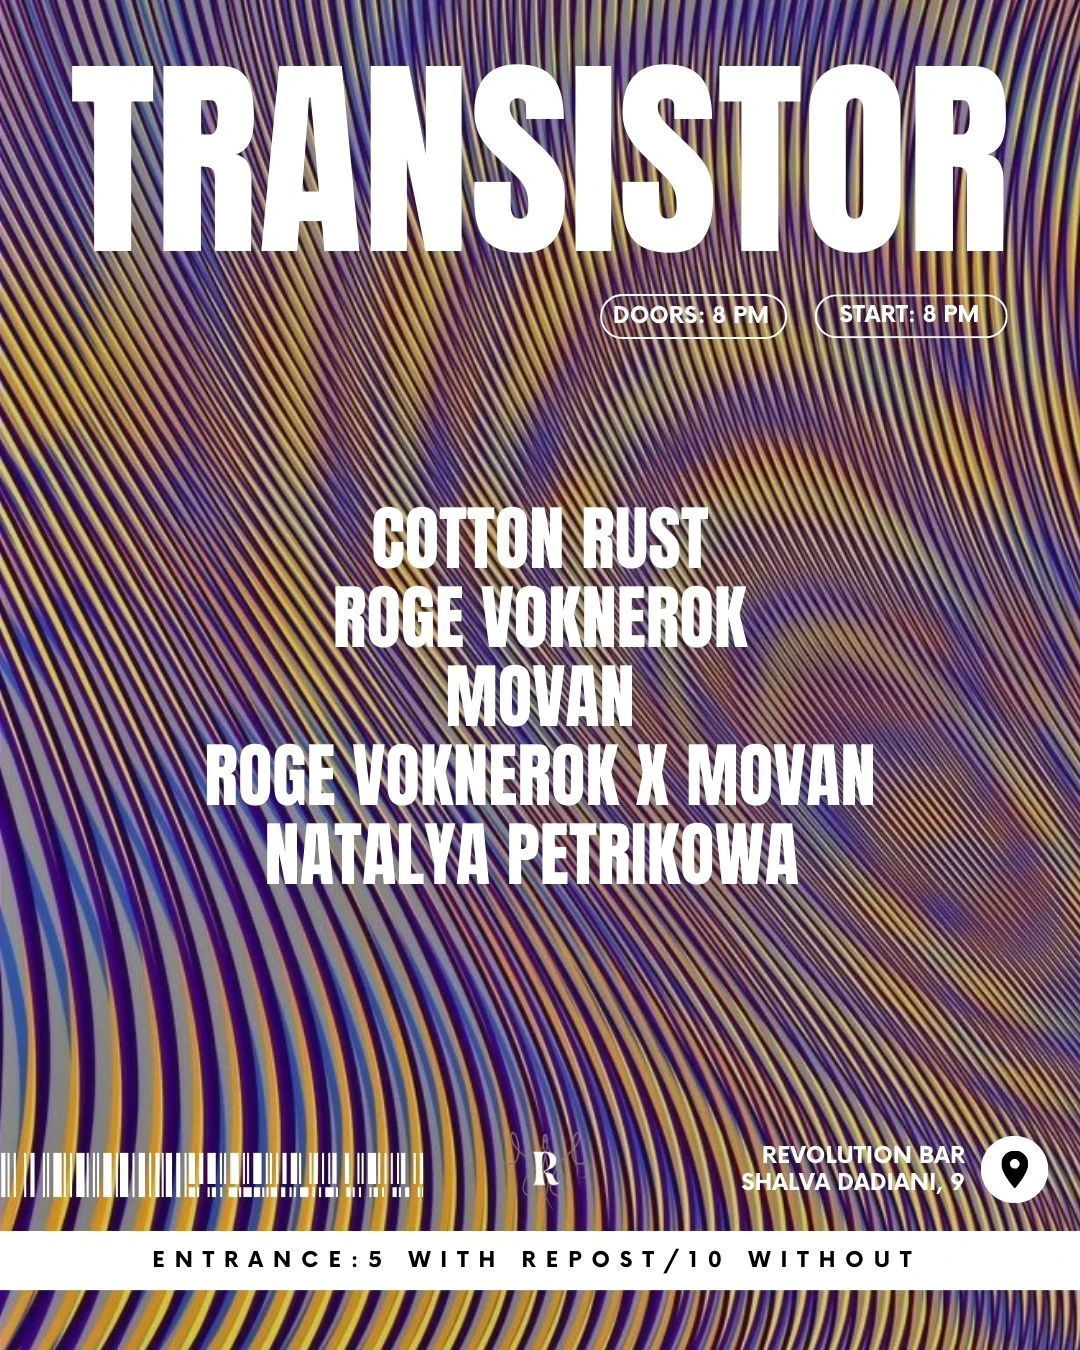 TRANSISTOR
DOORS: 8 PM
START: 8 PM
COTTON RUST
ROGE VOKNEROK
MOVAN
ROGE VOKNEROK X MOVAN
NATALYA PETRIKOWA
R
REVOLUTION BAR
SHALVA DADIANI, 9
ENTRANCE:5 WITH REPOST/10 WITHOUT